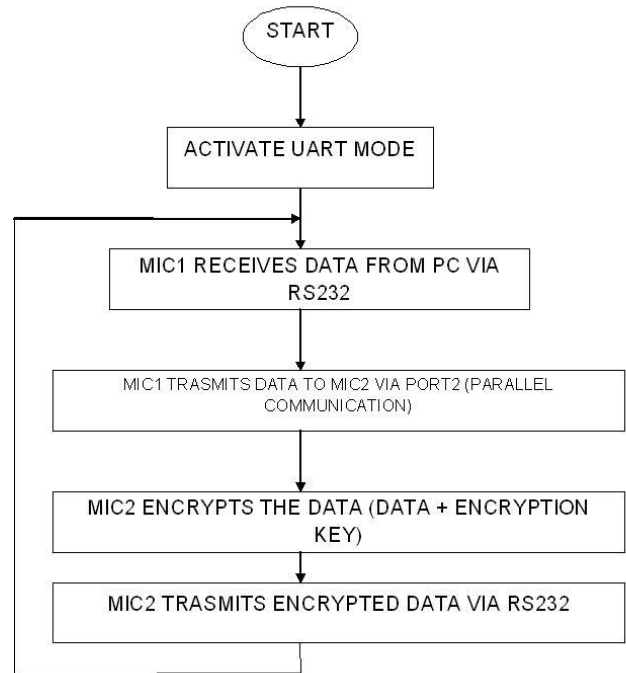 START
ACTIVATE UART MODE
MIC1 RECEIVES DATA FROM PC VIA
RS232
MIC1 TRASMITS DATA TO MIC2 VIA PORT2 (PARALLEL
COMMUNICATION)
MIC2 ENCRYPTS THE DATA (DATA + ENCRYPTION
KEY)
MIC2 TRASMITS ENCRYPTED DATA VIA RS232